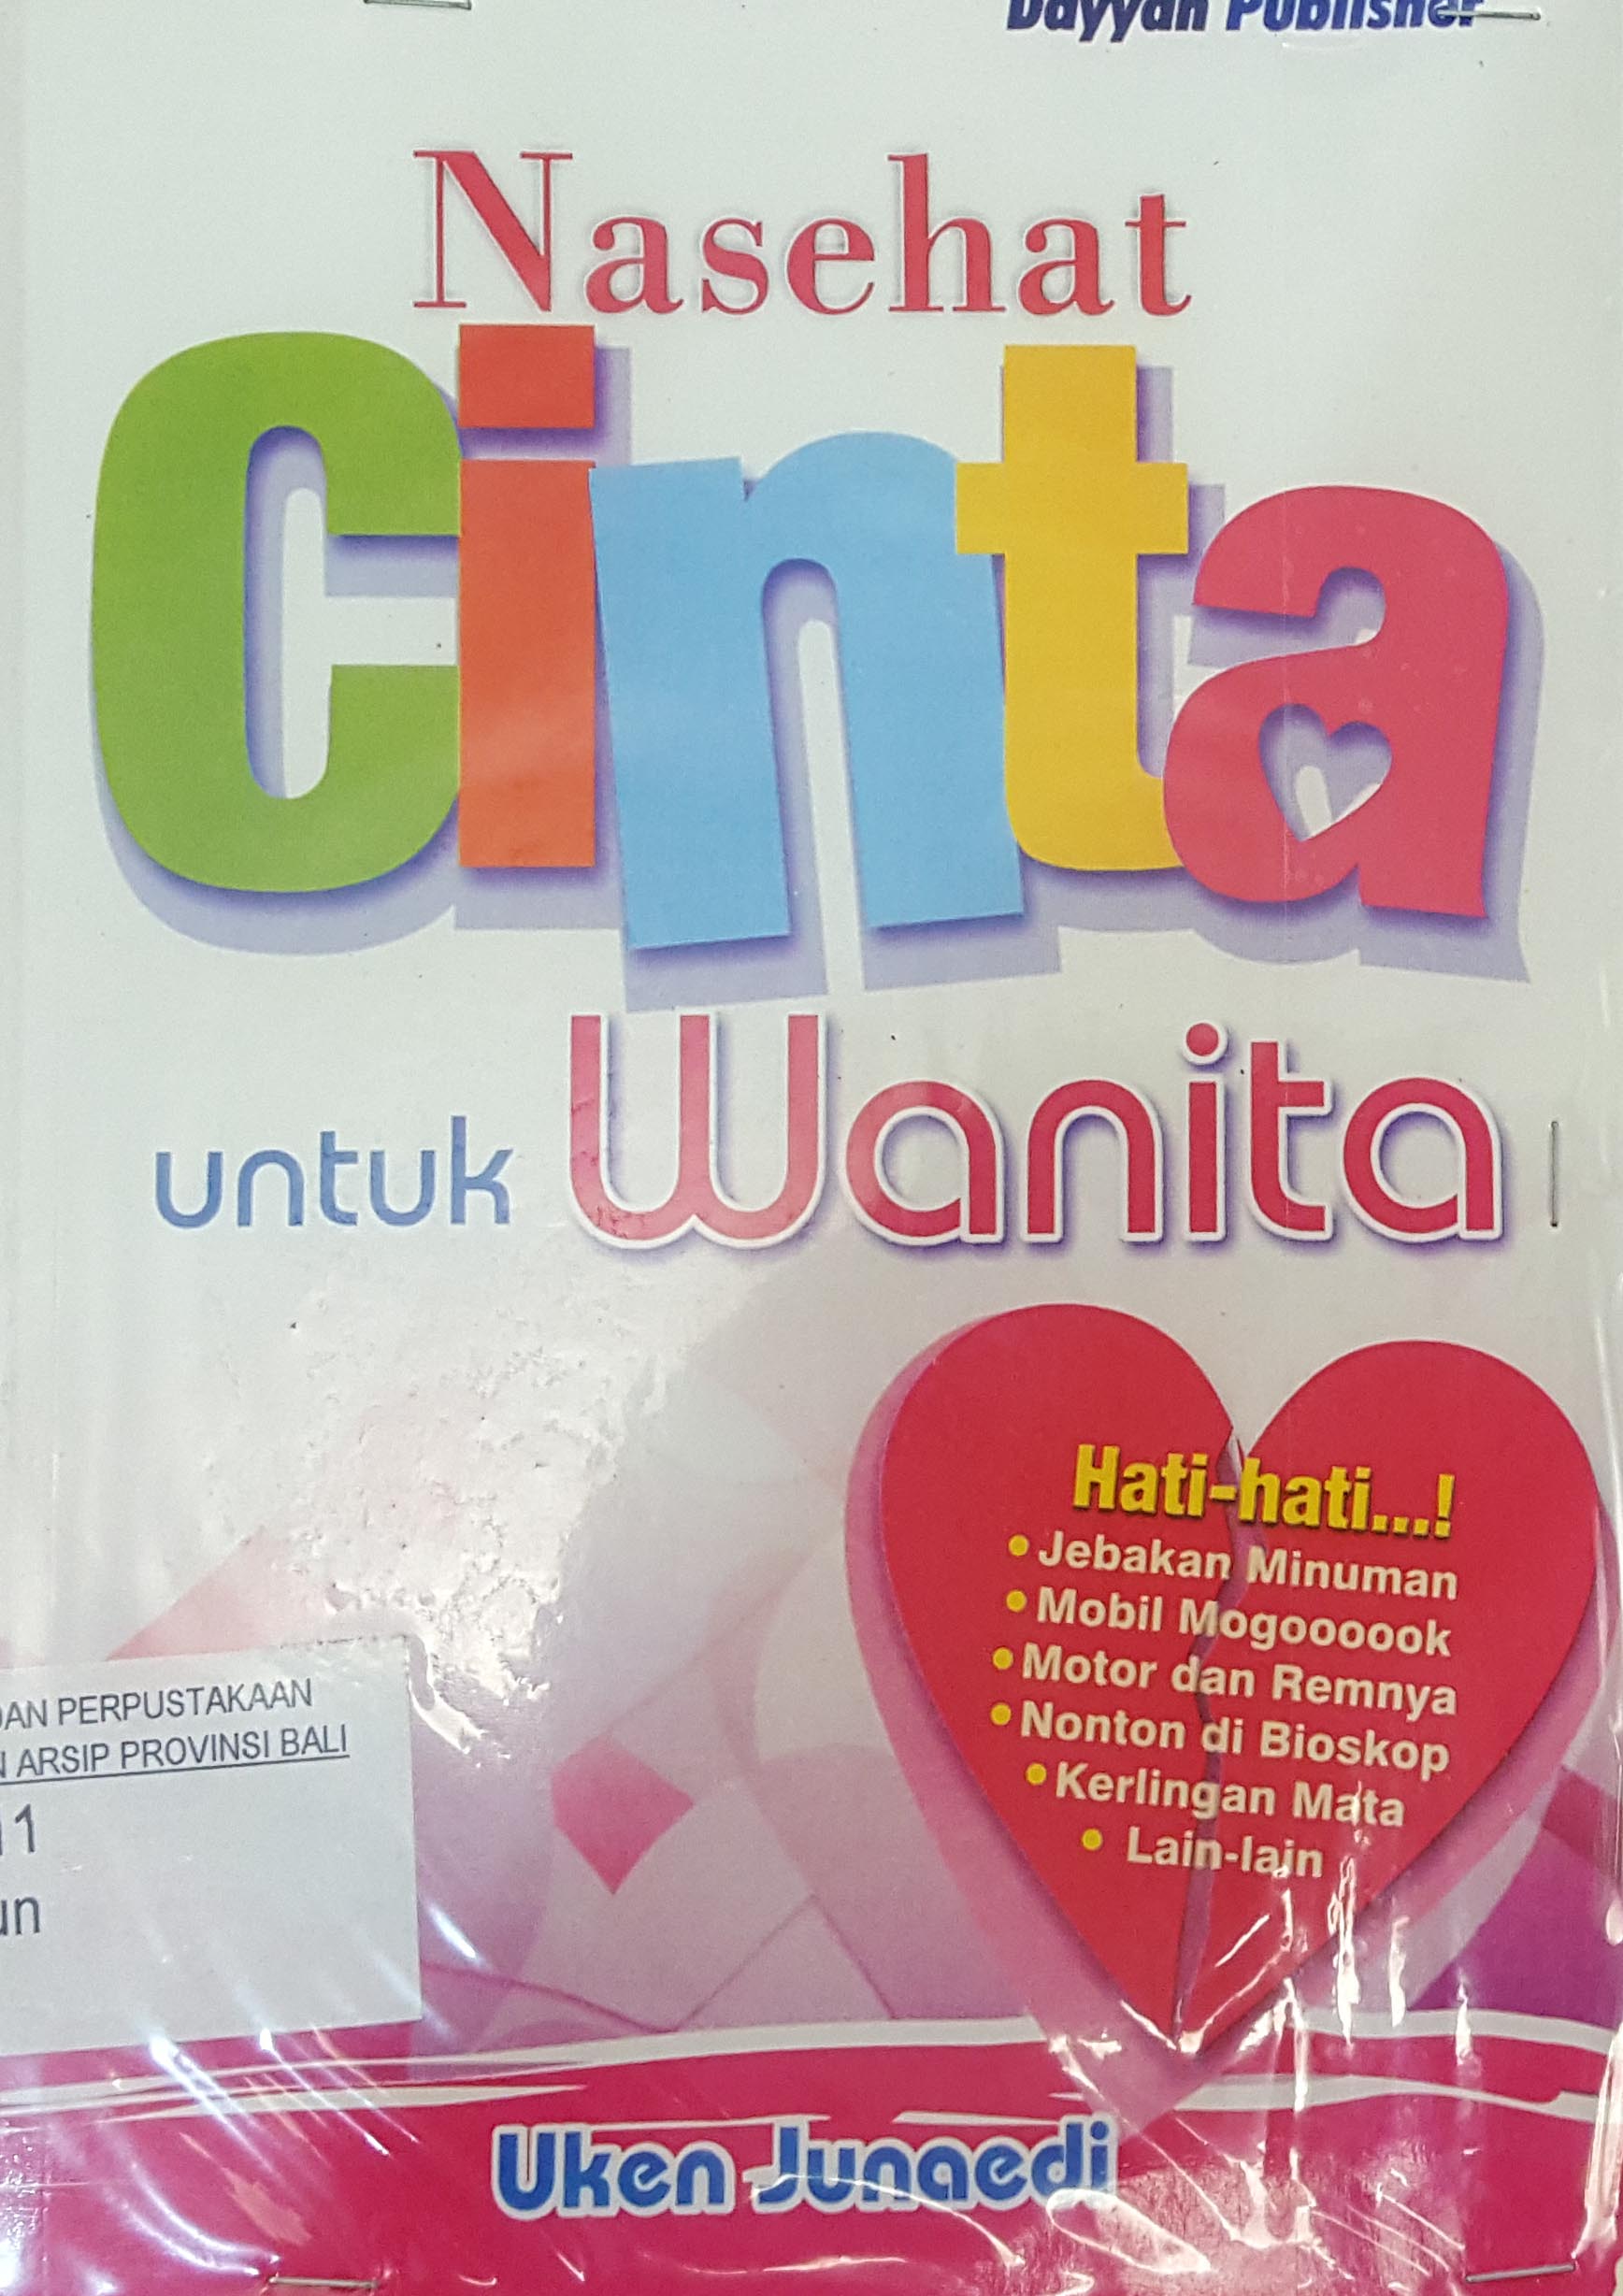 Dayyan Publisher
Nasehat
Cinta
untuk Wanita
Hati-hati...!
• Jebakan Minuman
• Mobil Mogoooook
• Motor dan Remnya
• Nonton di Bioskop
• Kerlingan Mata
• Lain-lain
DAN PERPUSTAKAAN
ARSIP PROVINSI BALI
1
un
Uken Junaedi